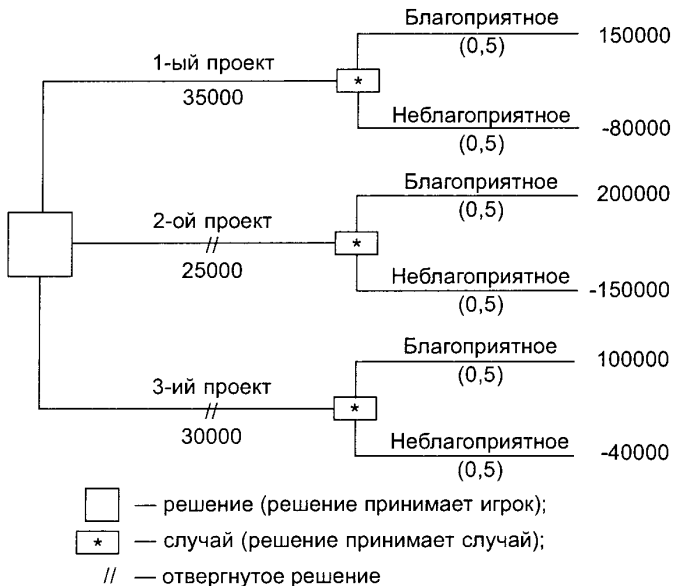 Благоприятное 150000
(0,5)
1-ый проект
*
35000
Неблагоприятное -80000
(0,5)
Благоприятное 200000
(0,5)
2-ой проект
//
*
25000
Неблагоприятное -150000
(0,5)
Благоприятное 100000
(0,5)
3-ий проект
//
*
30000
Неблагоприятное -40000
(0,5)
— решение (решение принимает игрок);
* — случай (решение принимает случай);
// — отвергнутое решение